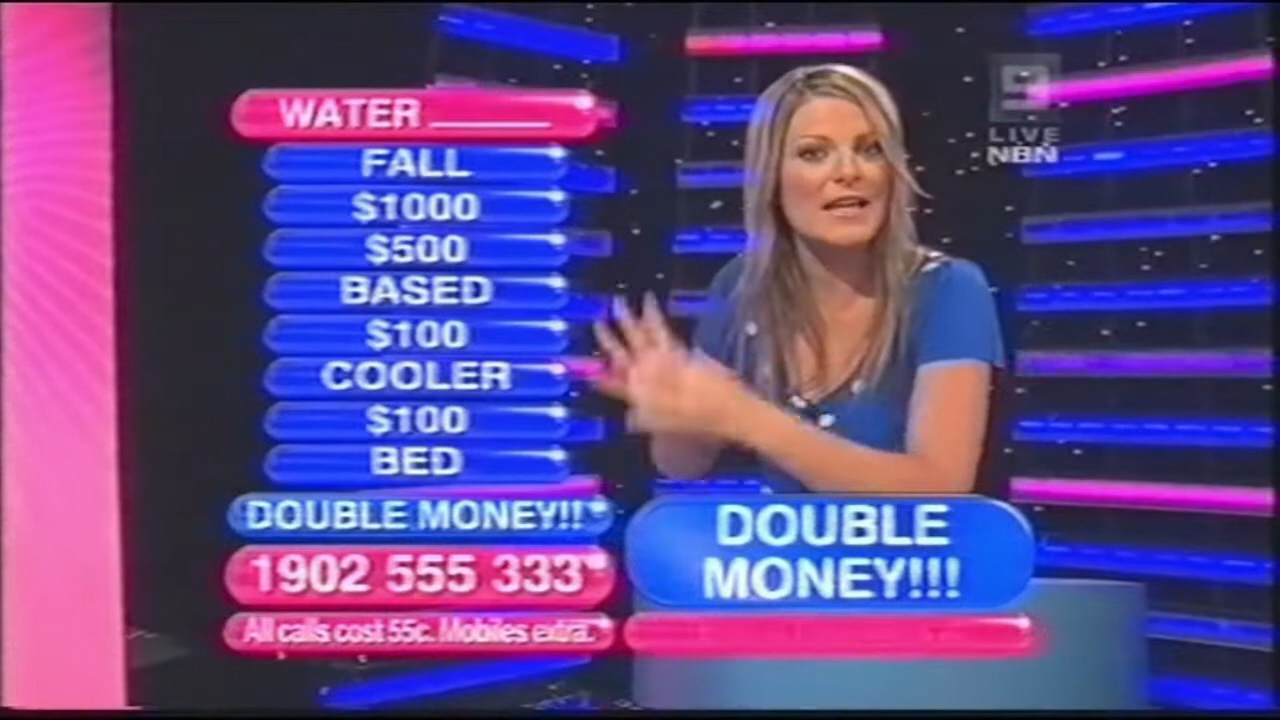 WATER ______
FALL
$1000
$500
BASED
$100
COOLER
$100
BED
DOUBLE MONEY!!
1902 555 333
All calls cost 55c. Mobiles extra.
9
LIVE
NBN
DOUBLE
MONEY!!!